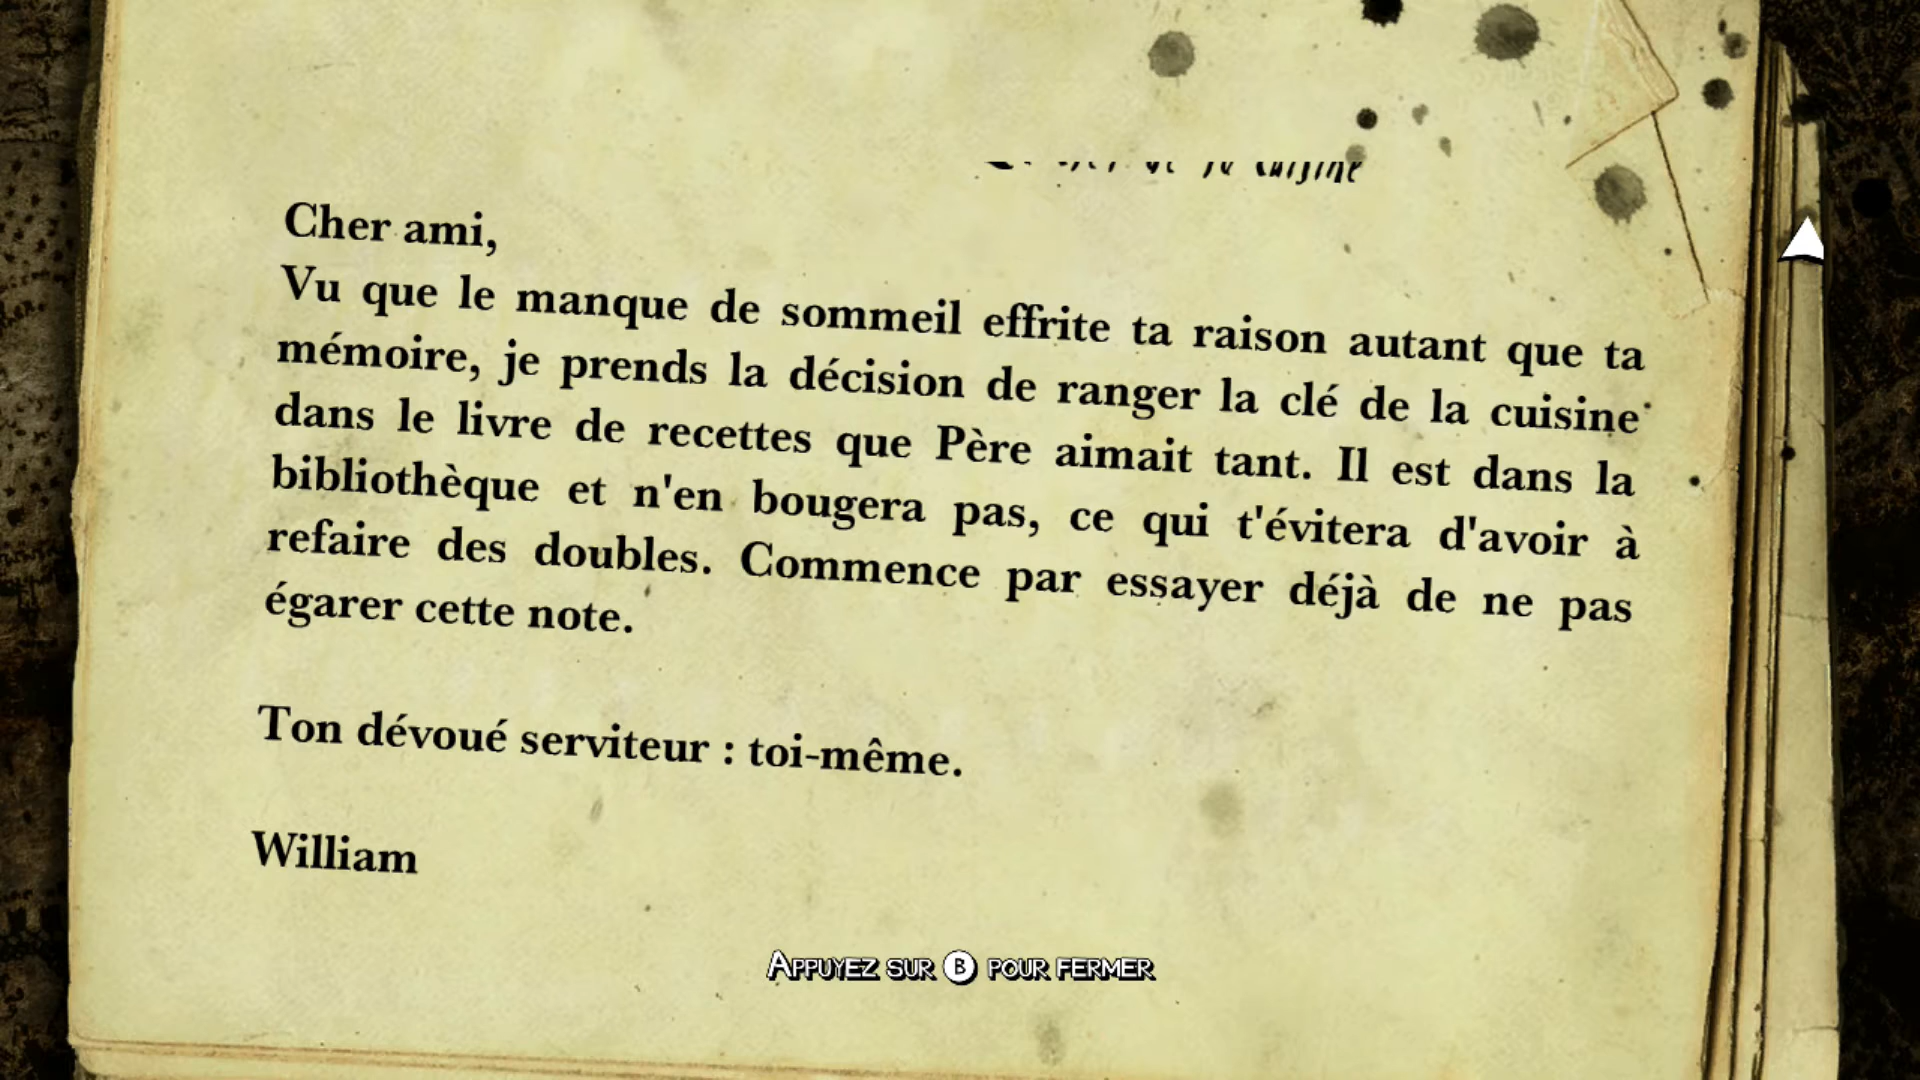 de la cuisine
Cher ami,
Vu que le manque de sommeil effrite ta raison autant que ta
mémoire, je prends la décision de ranger la clé de la cuisine
dans le livre de recettes que Père aimait tant. Il est dans la
bibliothèque et n'en bougera pas, ce qui t'évitera d'avoir à
refaire des doubles. Commence par essayer déjà de ne pas
égarer cette note.
Ton dévoué serviteur : toi-même.
William
APPUYEZ SUR B POUR FERMER